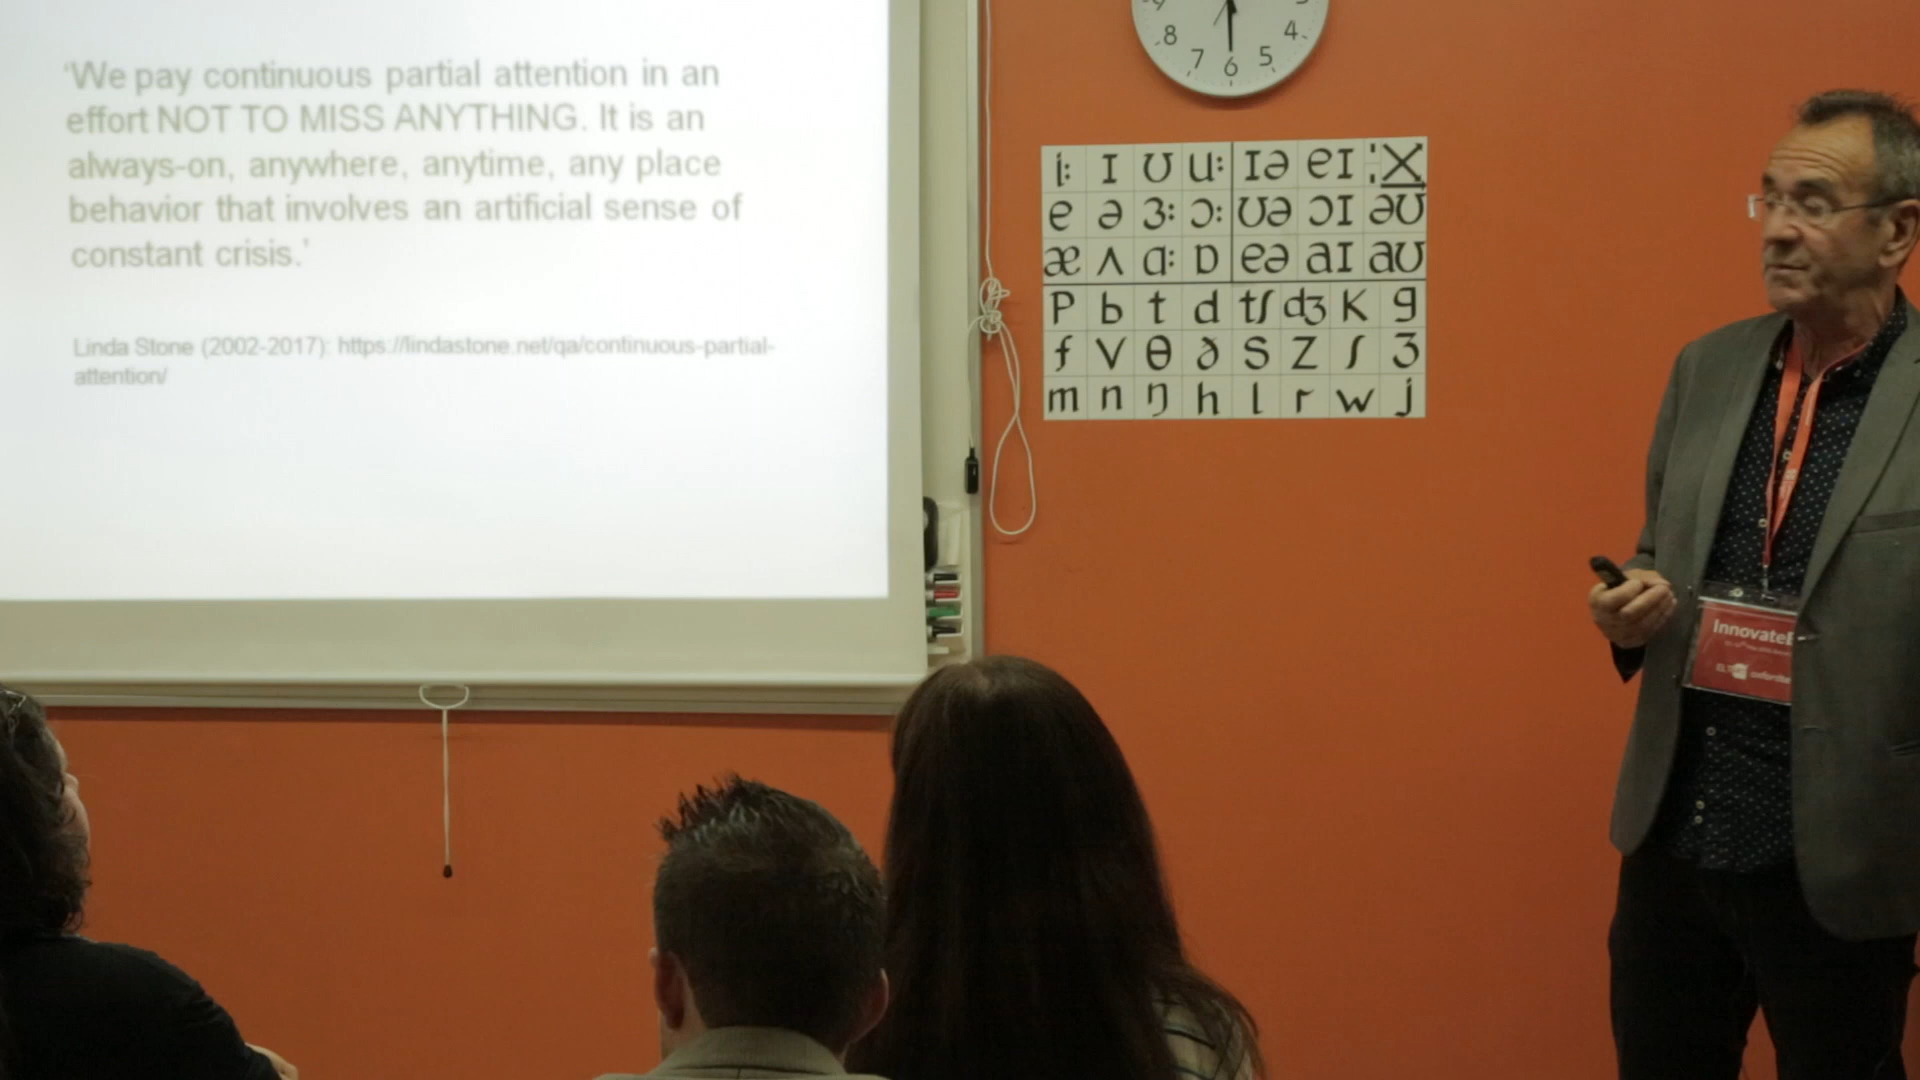 ‘We pay continuous partial attention in an
effort NOT TO MISS ANYTHING. It is an
always-on, anywhere, anytime, any place
behavior that involves an artificial sense of
constant crisis.’
Linda Stone (2002-2017): https://lindastone.net/qa/continuous-partial-
attention/
8 7 6 5 4
i: ɪ ʊ u: ɪə eɪ
e ə ɜ: ɔ: ʊə ɔɪ əʊ
æ ʌ ɑ: ɒ eə aɪ aʊ
p b t d tʃ dʒ k g
f v θ ð s z ʃ ʒ
m n ŋ h l r w j
InnovateE